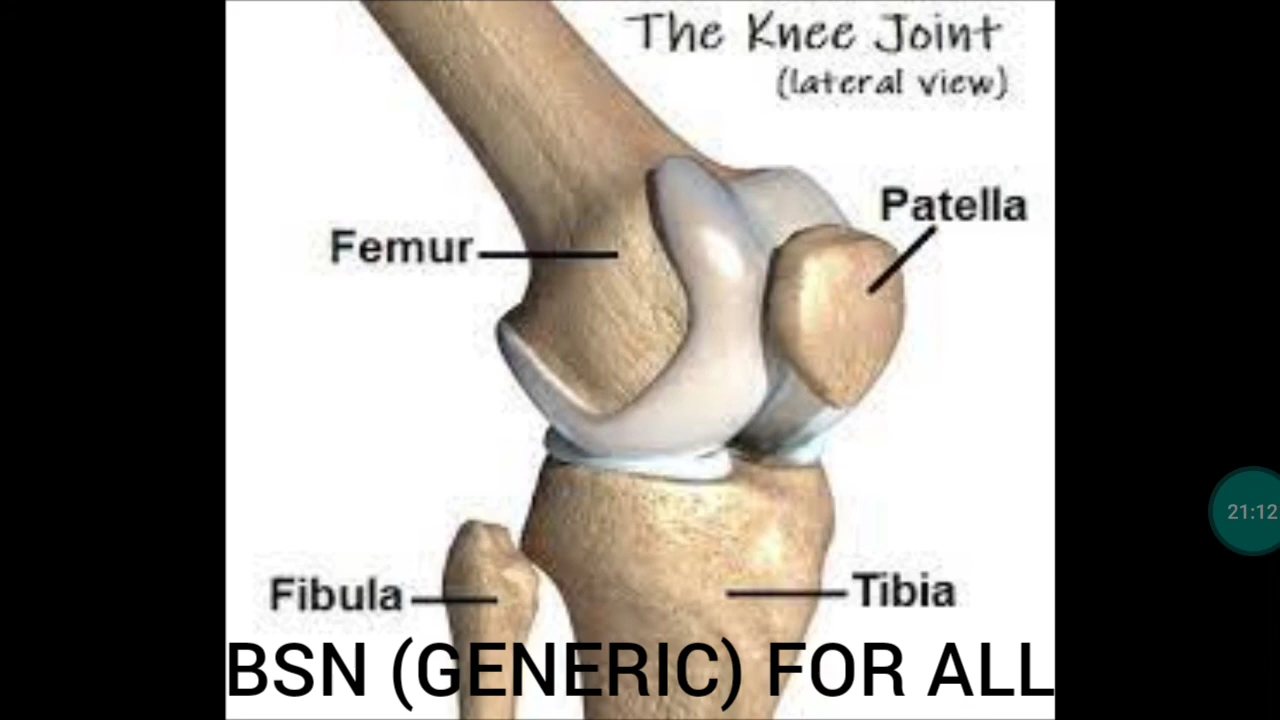 The Knee Joint
(lateral view)
Patella
Femur
Fibula
Tibia
BSN (GENERIC) FOR ALL
21:12